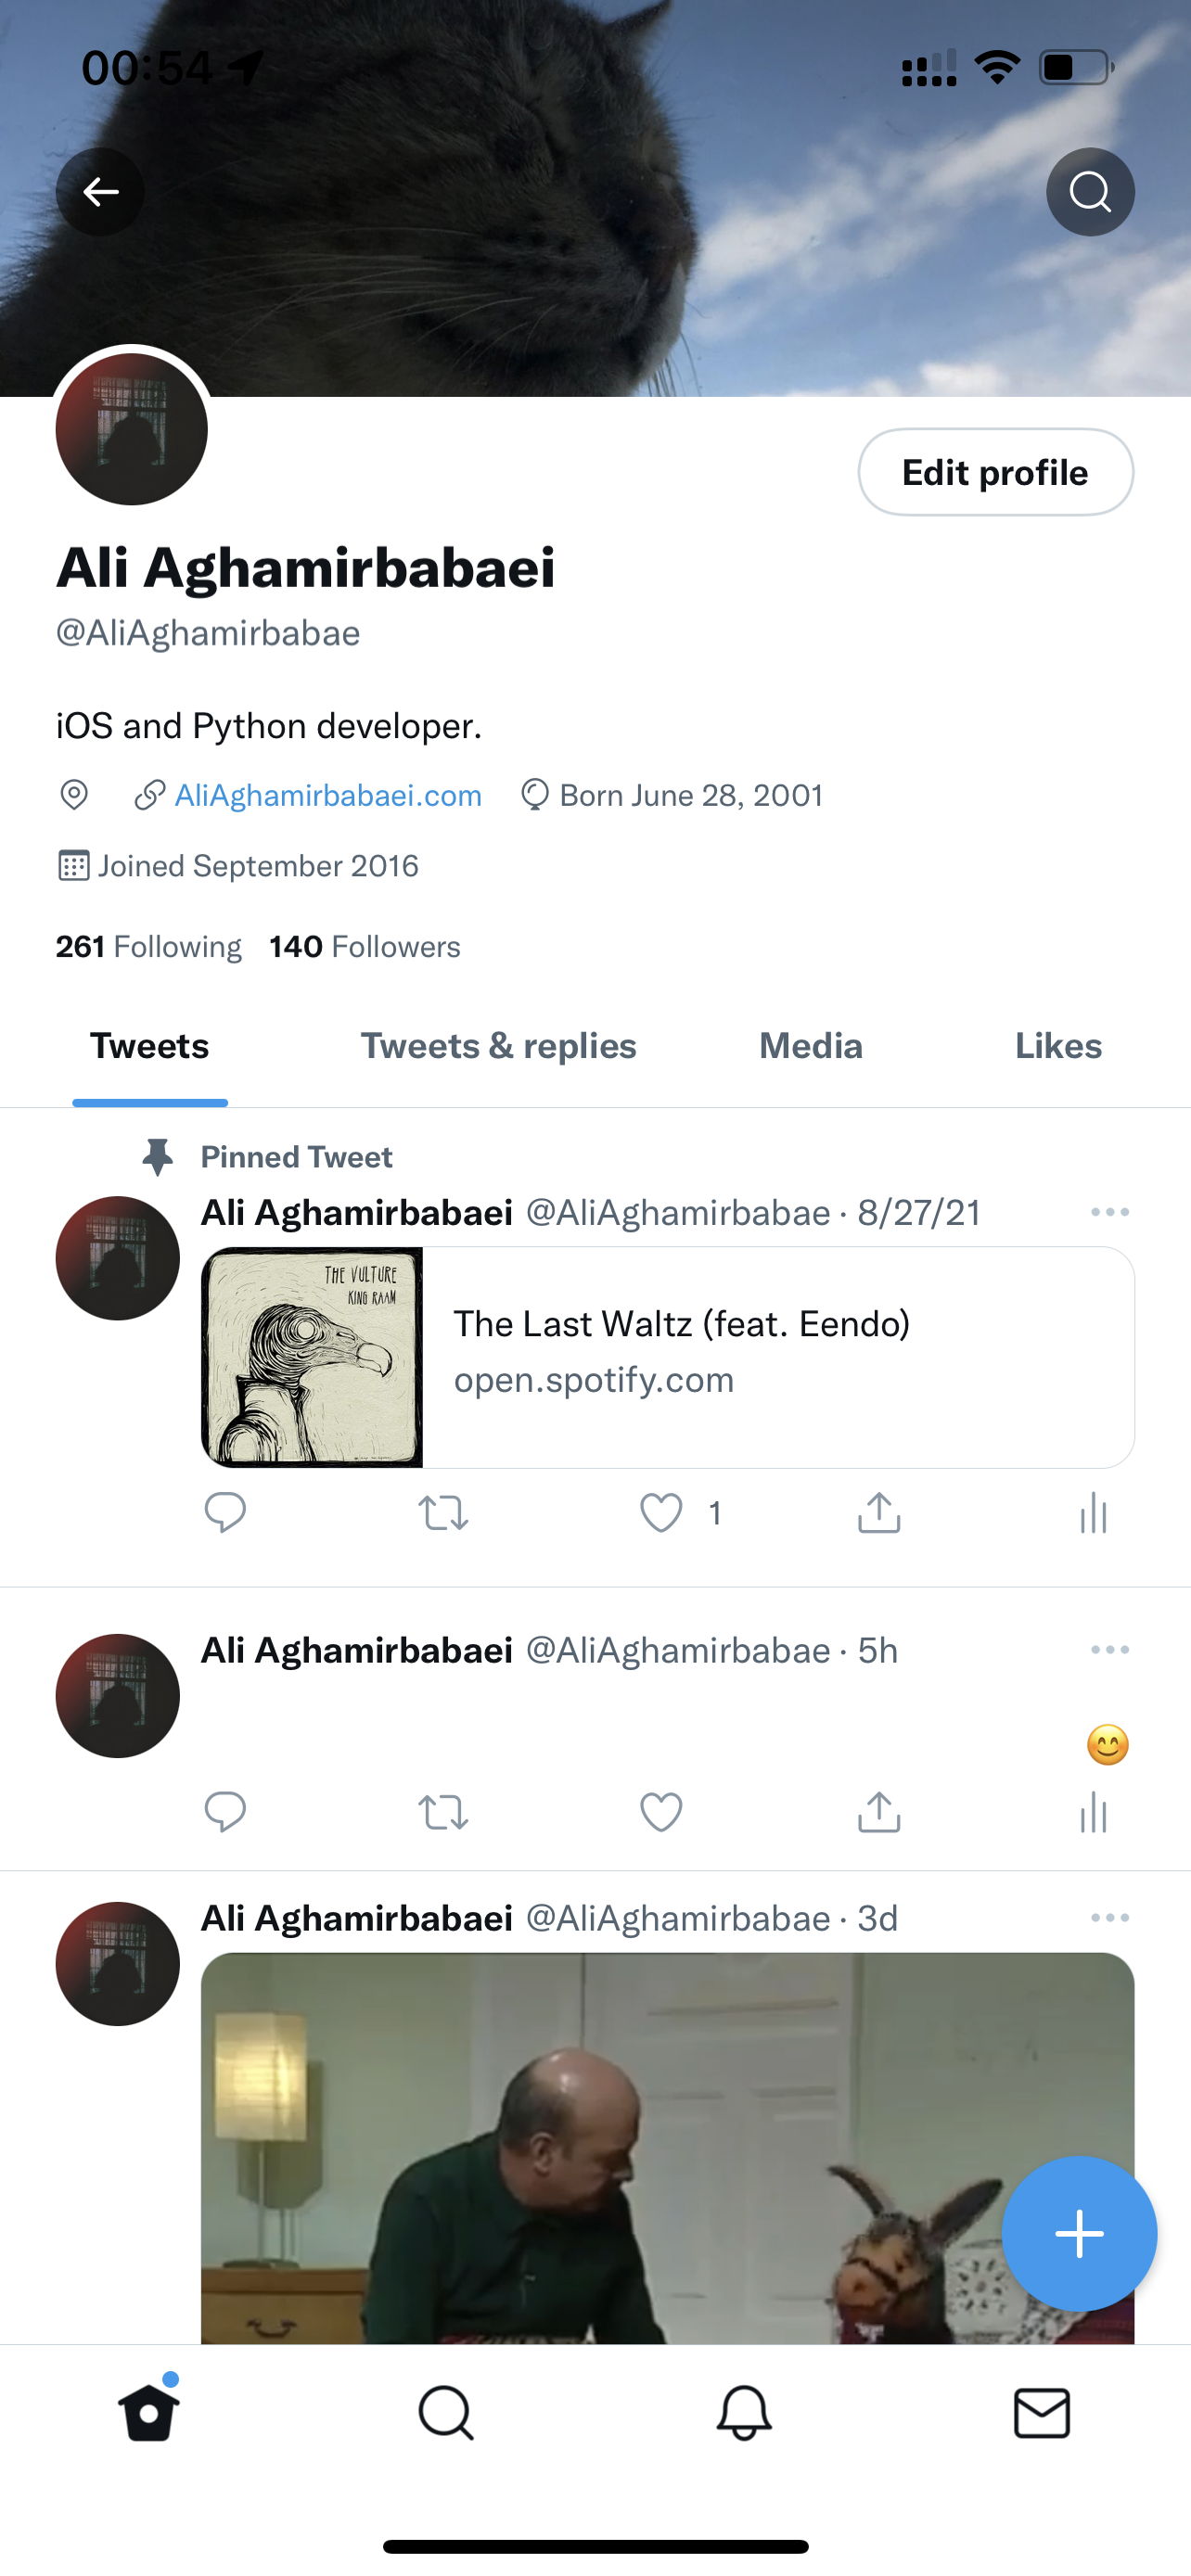 00:54
Edit profile
Ali Aghamirbabaei
@AliAghamirbabae
iOS and Python developer.
AliAghamirbabaei.com Born June 28, 2001
Joined September 2016
261 Following 140 Followers
Tweets Tweets & replies Media Likes
Pinned Tweet
Ali Aghamirbabaei @AliAghamirbabae · 8/27/21
THE VULTURE
KING RAAM
The Last Waltz (feat. Eendo)
open.spotify.com
1
Ali Aghamirbabaei @AliAghamirbabae · 5h
😊
Ali Aghamirbabaei @AliAghamirbabae · 3d